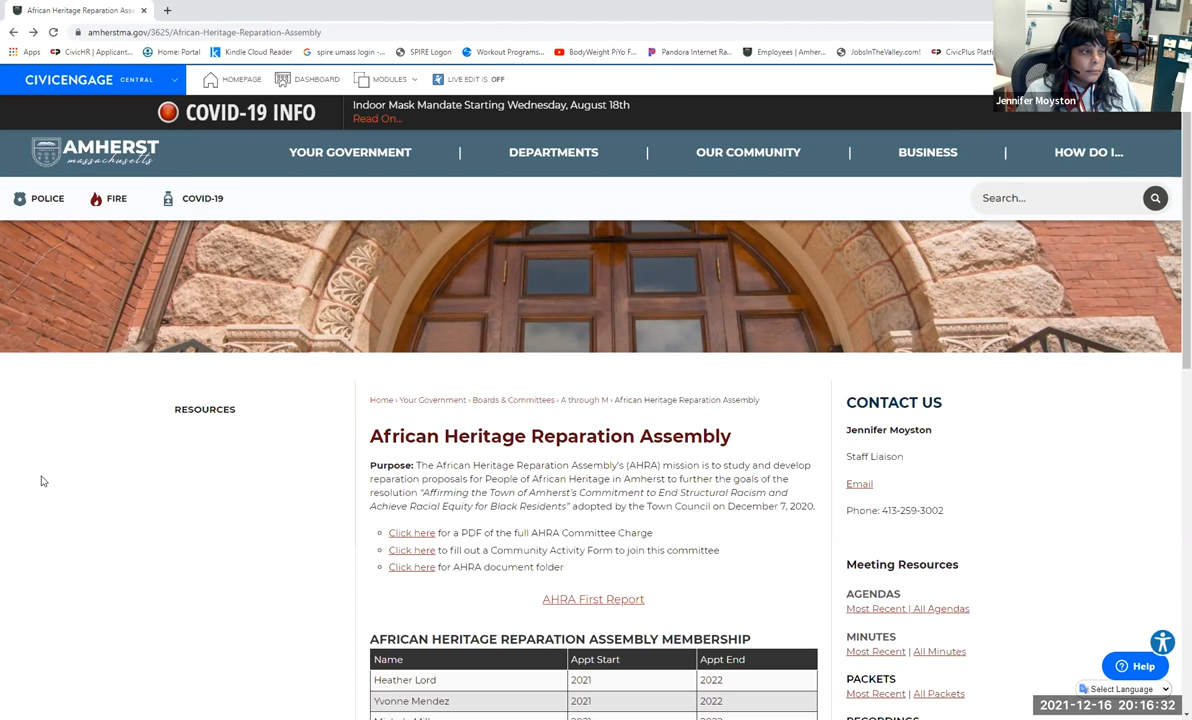 African Heritage Reparation Asse
amherstma.gov/3625/African-Heritage-Reparation-Assembly
Apps
CivicHR | Applicant...
Home: Portal
Kindle Cloud Reader
spire umass login -...
SPIRE Logon
Workout Programs...
BodyWeight PiYo F...
Pandora Internet Ra...
Employees | Amher...
JobsInTheValley.com!
CivicPlus Platf
CIVICENGAGE CENTRAL
HOMEPAGE
DASHBOARD
MODULES
LIVE EDIT IS OFF
Jennifer Moyston
COVID-19 INFO
Indoor Mask Mandate Starting Wednesday, August 18th
Read On...
AMHERST
massachusetts
YOUR GOVERNMENT
DEPARTMENTS
OUR COMMUNITY
BUSINESS
HOW DO I...
POLICE
FIRE
COVID-19
Search...
RESOURCES
Home › Your Government › Boards & Committees › A through M › African Heritage Reparation Assembly
African Heritage Reparation Assembly
Purpose: The African Heritage Reparation Assembly's (AHRA) mission is to study and develop
reparation proposals for People of African Heritage in Amherst to further the goals of the
resolution "Affirming the Town of Amherst's Commitment to End Structural Racism and
Achieve Racial Equity for Black Residents" adopted by the Town Council on December 7, 2020.
Click here for a PDF of the full AHRA Committee Charge
Click here to fill out a Community Activity Form to join this committee
Click here for AHRA document folder
AHRA First Report
AFRICAN HERITAGE REPARATION ASSEMBLY MEMBERSHIP
Name Appt Start Appt End
Heather Lord 2021 2022
Yvonne Mendez 2021 2022
2021 2022
CONTACT US
Jennifer Moyston
Staff Liaison
Email
Phone: 413-259-3002
Meeting Resources
AGENDAS
Most Recent | All Agendas
MINUTES
Most Recent | All Minutes
PACKETS
Most Recent | All Packets
RECORDINGS
Help
Select Language
2021-12-16 20:16:32